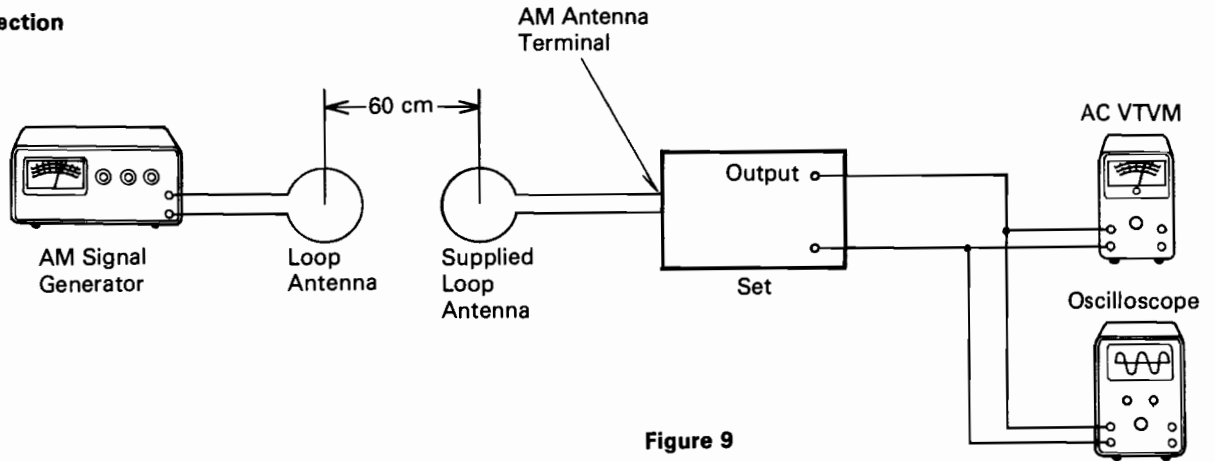 AM Antenna
Terminal
60 cm
AC VTVM
Output
AM Signal
Generator
Loop
Antenna
Supplied
Loop
Antenna
Set
Oscilloscope
Figure 9